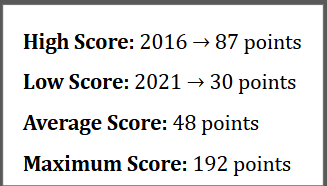 High Score: 2016 → 87 points
Low Score: 2021 → 30 points
Average Score: 48 points
Maximum Score: 192 points